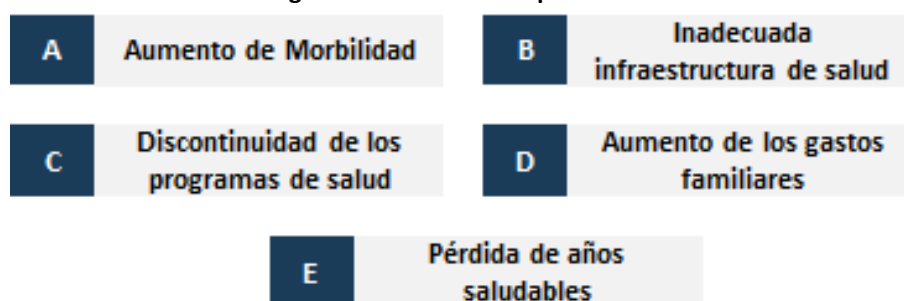 A
Aumento de Morbilidad
B
Inadecuada
infraestructura de salud
C
Discontinuidad de los
programas de salud
D
Aumento de los gastos
familiares
E
Pérdida de años
saludables